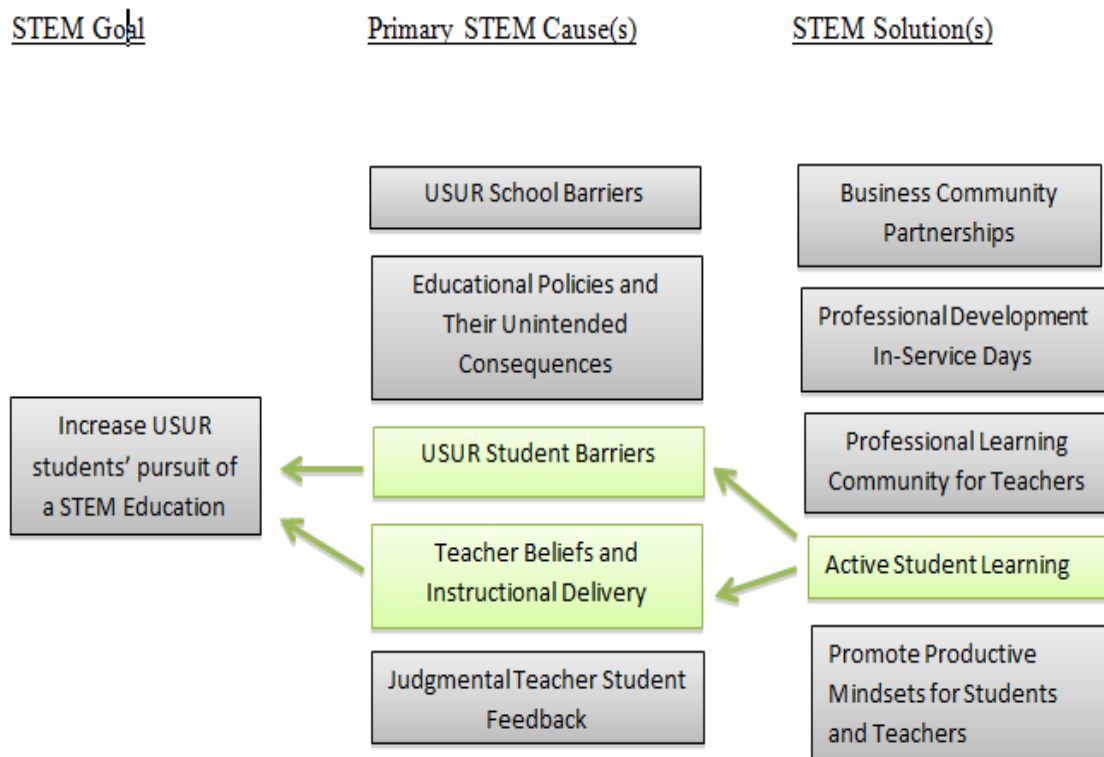 STEM Goal
Primary STEM Cause(s)
STEM Solution(s)
Increase USUR
students’ pursuit of
a STEM Education
USUR School Barriers
Educational Policies and
Their Unintended
Consequences
USUR Student Barriers
Teacher Beliefs and
Instructional Delivery
Judgmental Teacher Student
Feedback
Business Community
Partnerships
Professional Development
In-Service Days
Professional Learning
Community for Teachers
Active Student Learning
Promote Productive
Mindsets for Students
and Teachers